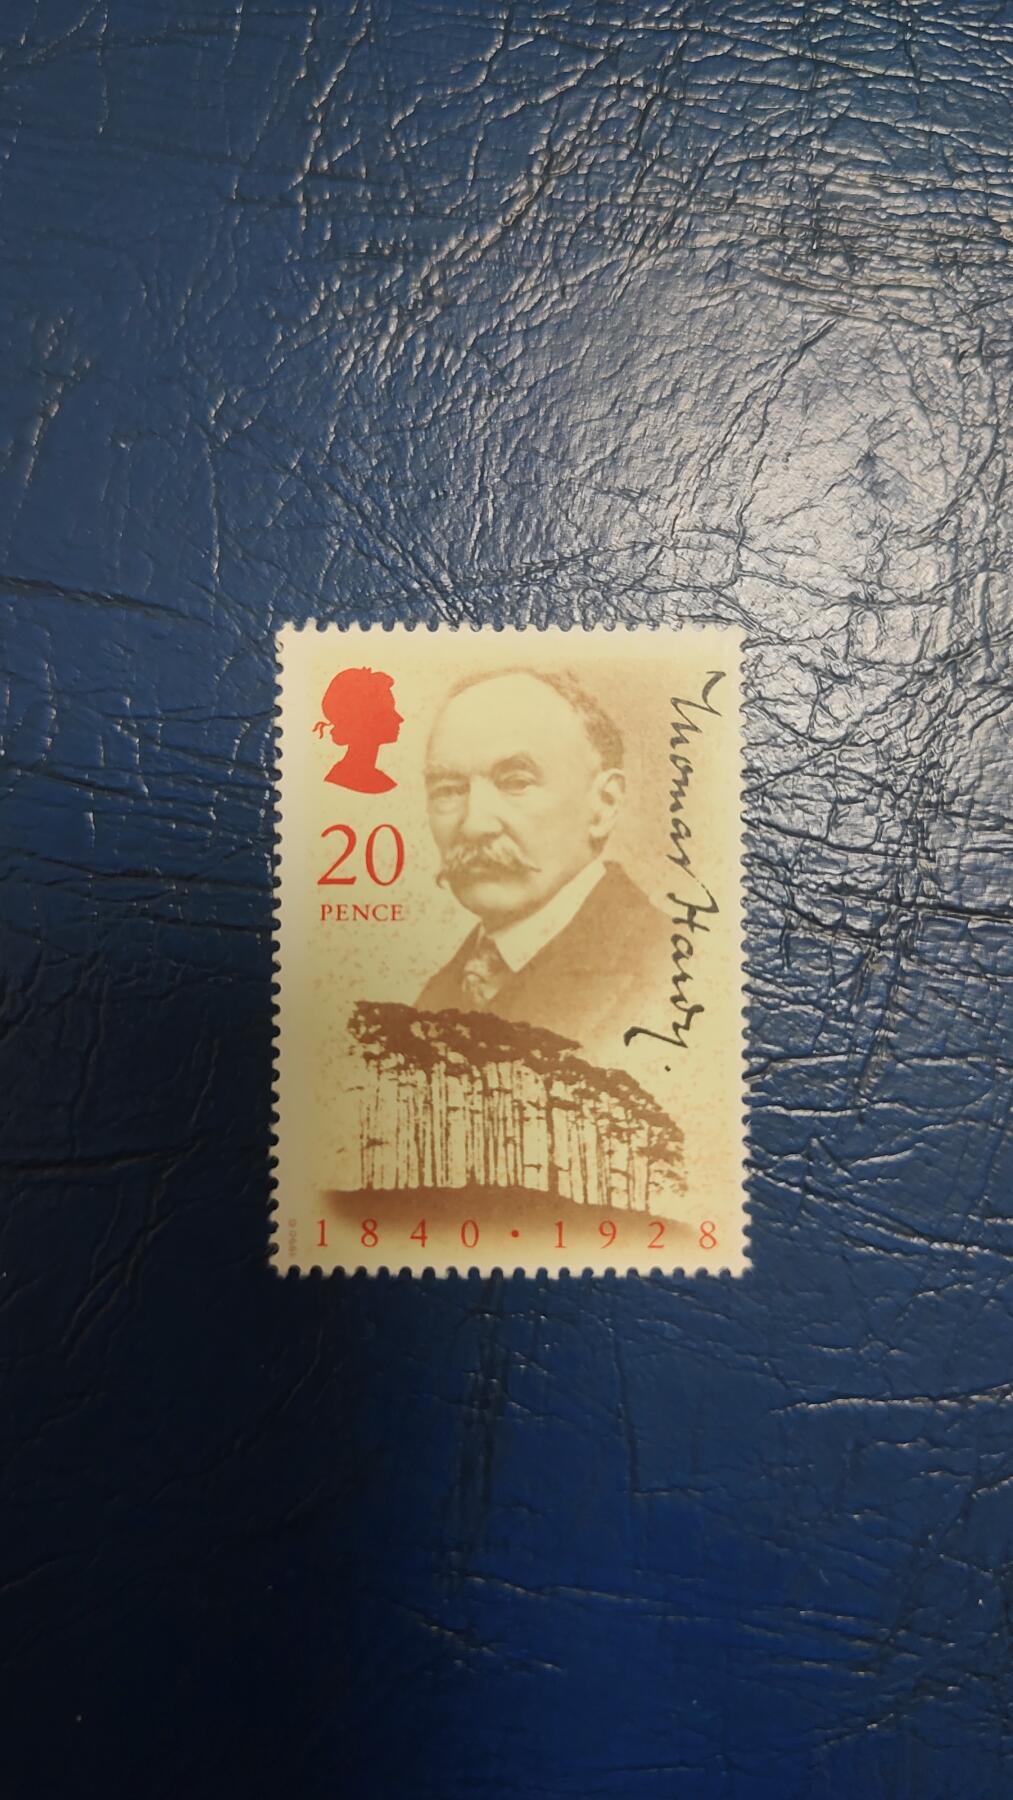 20
PENCE
Thomas Hardy.
1840 · 1928